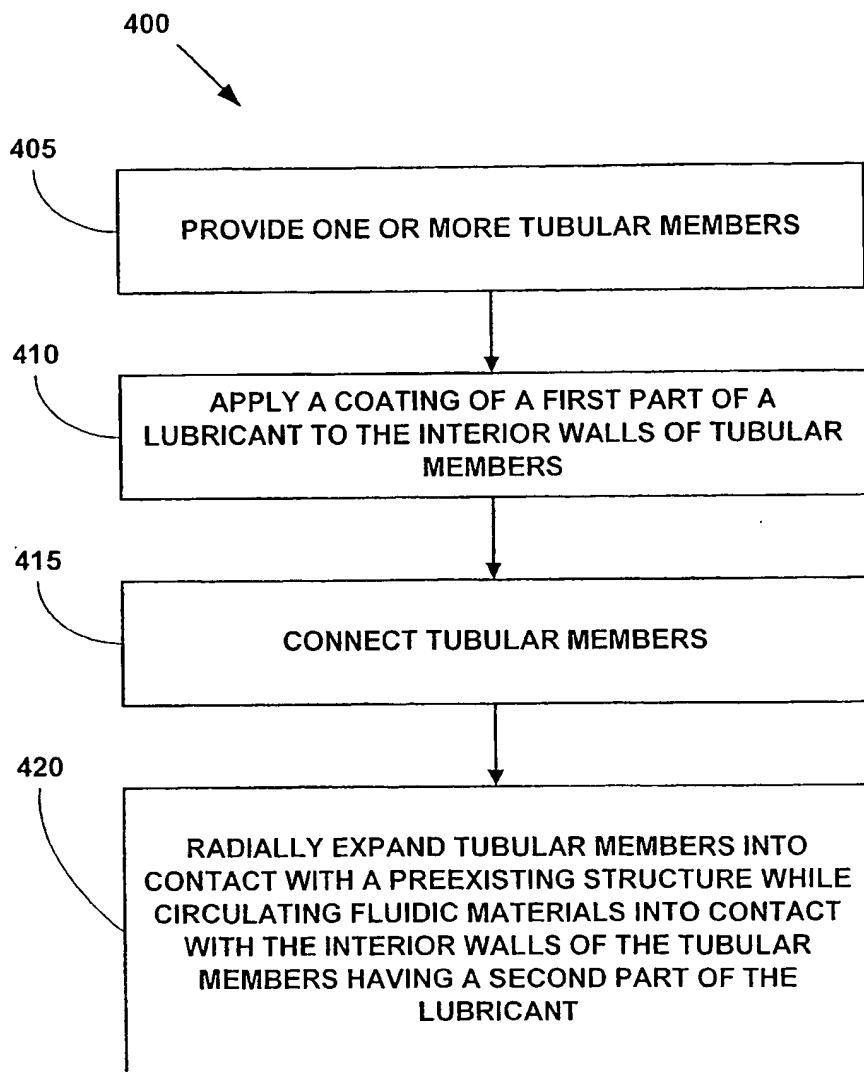 400
405
PROVIDE ONE OR MORE TUBULAR MEMBERS
410
APPLY A COATING OF A FIRST PART OF A
LUBRICANT TO THE INTERIOR WALLS OF TUBULAR
MEMBERS
415
CONNECT TUBULAR MEMBERS
420
RADIALLY EXPAND TUBULAR MEMBERS INTO
CONTACT WITH A PREEXISTING STRUCTURE WHILE
CIRCULATING FLUIDIC MATERIALS INTO CONTACT
WITH THE INTERIOR WALLS OF THE TUBULAR
MEMBERS HAVING A SECOND PART OF THE
LUBRICANT